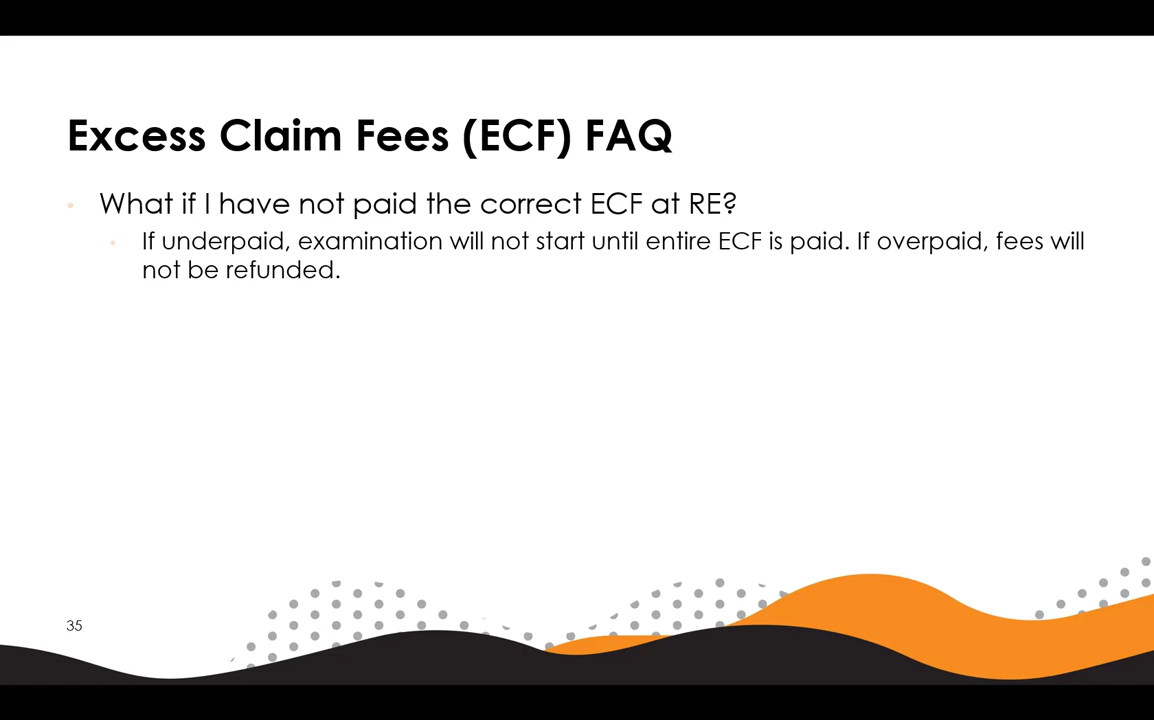 Excess Claim Fees (ECF) FAQ
• What if I have not paid the correct ECF at RE?
• If underpaid, examination will not start until entire ECF is paid. If overpaid, fees will
not be refunded.
35